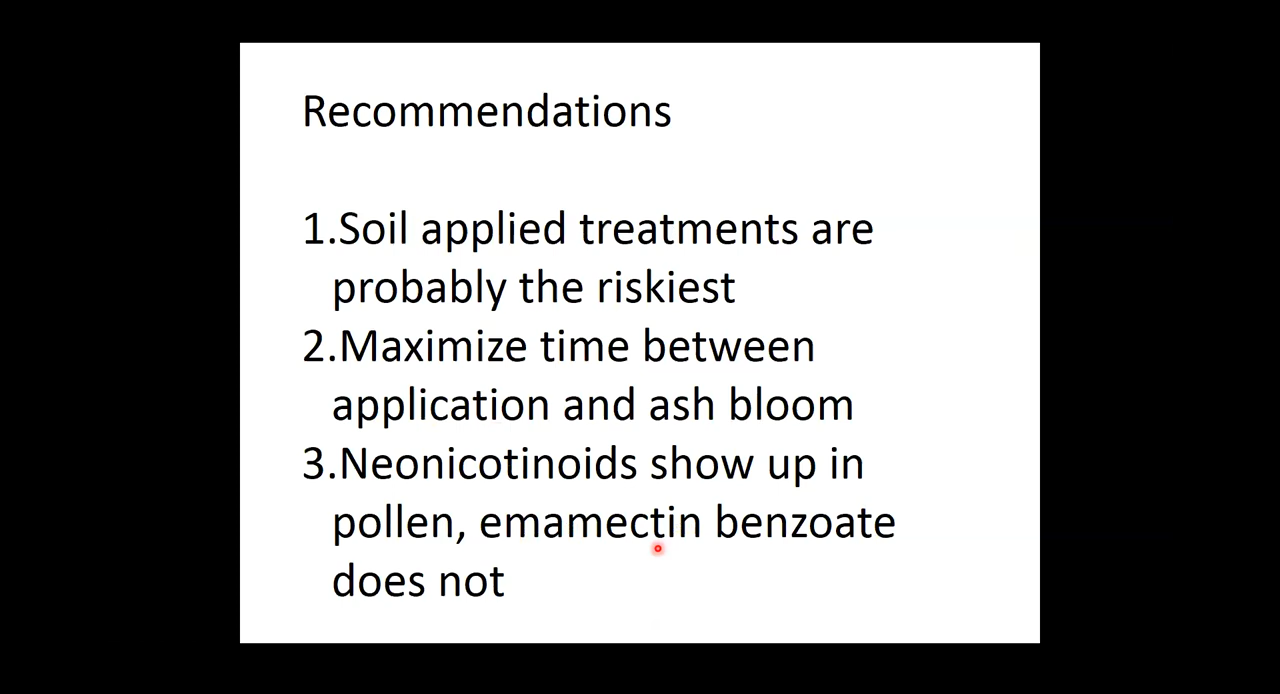 Recommendations
1.Soil applied treatments are
probably the riskiest
2.Maximize time between
application and ash bloom
3.Neonicotinoids show up in
pollen, emamectin benzoate
does not